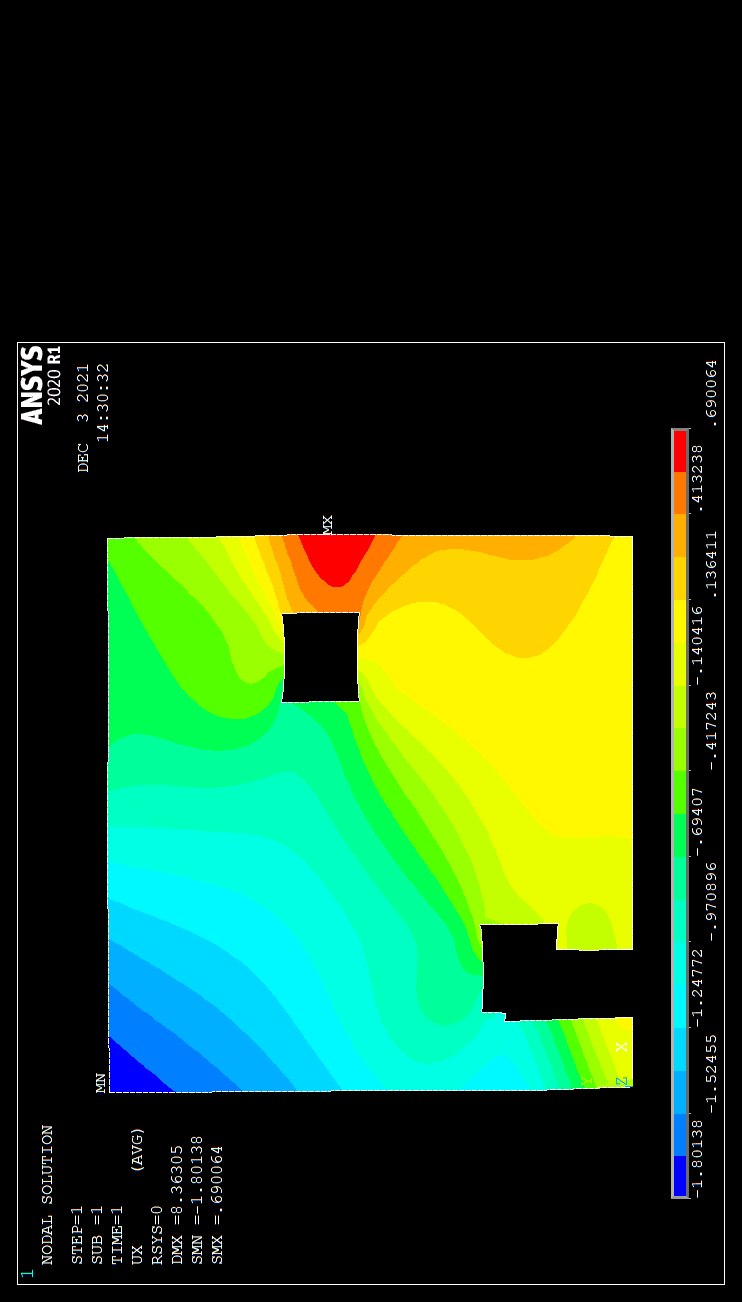 1
NODAL SOLUTION
STEP=1
SUB =1
TIME=1
UX (AVG)
RSYS=0
DMX =8.36305
SMN =-1.80138
SMX =.690064
ANSYS
2020 R1
DEC 3 2021
14:30:32
MN
MX
X
Z
-1.80138
-1.52455
-1.24772
-.970896
-.69407
-.417243
-.140416
.136411
.413238
.690064